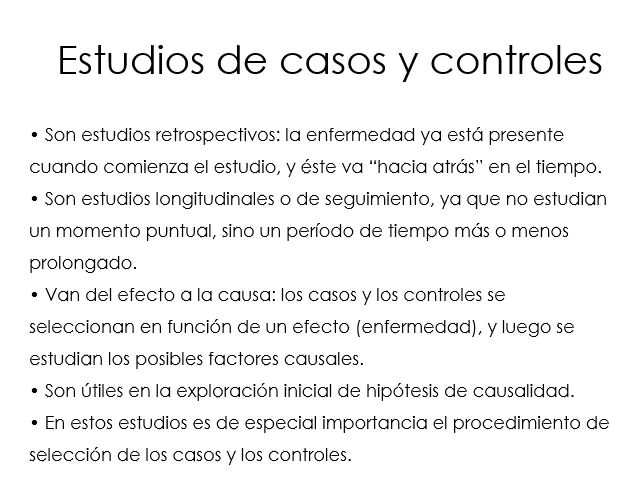 Estudios de casos y controles
• Son estudios retrospectivos: la enfermedad ya está presente
cuando comienza el estudio, y éste va “hacia atrás” en el tiempo.
• Son estudios longitudinales o de seguimiento, ya que no estudian
un momento puntual, sino un período de tiempo más o menos
prolongado.
• Van del efecto a la causa: los casos y los controles se
seleccionan en función de un efecto (enfermedad), y luego se
estudian los posibles factores causales.
• Son útiles en la exploración inicial de hipótesis de causalidad.
• En estos estudios es de especial importancia el procedimiento de
selección de los casos y los controles.